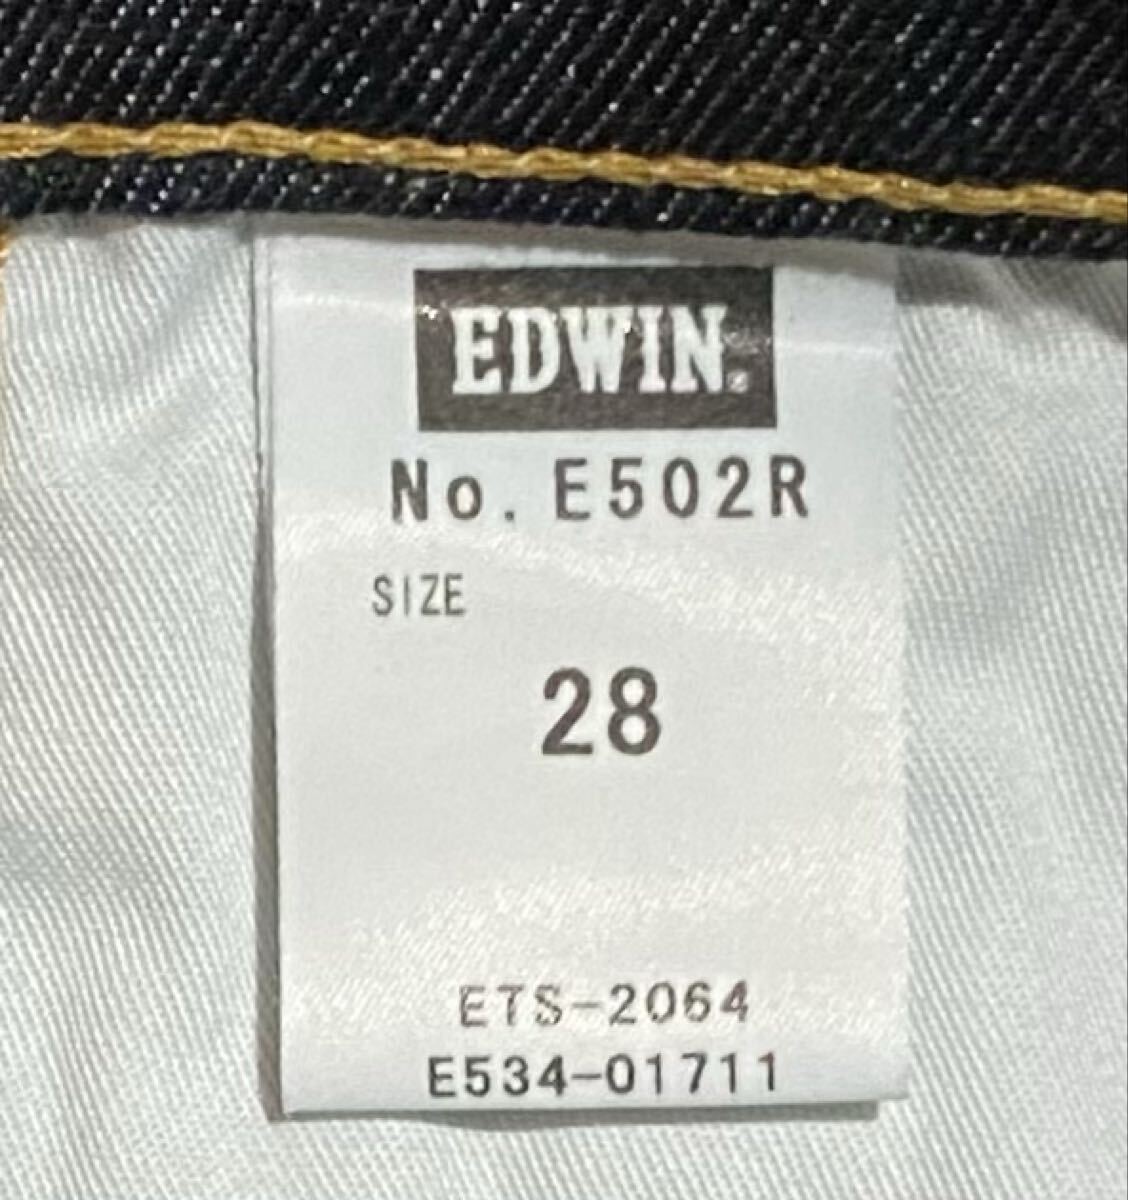 EDWIN.
No. E502R
SIZE
28
ETS-2064
E534-01711